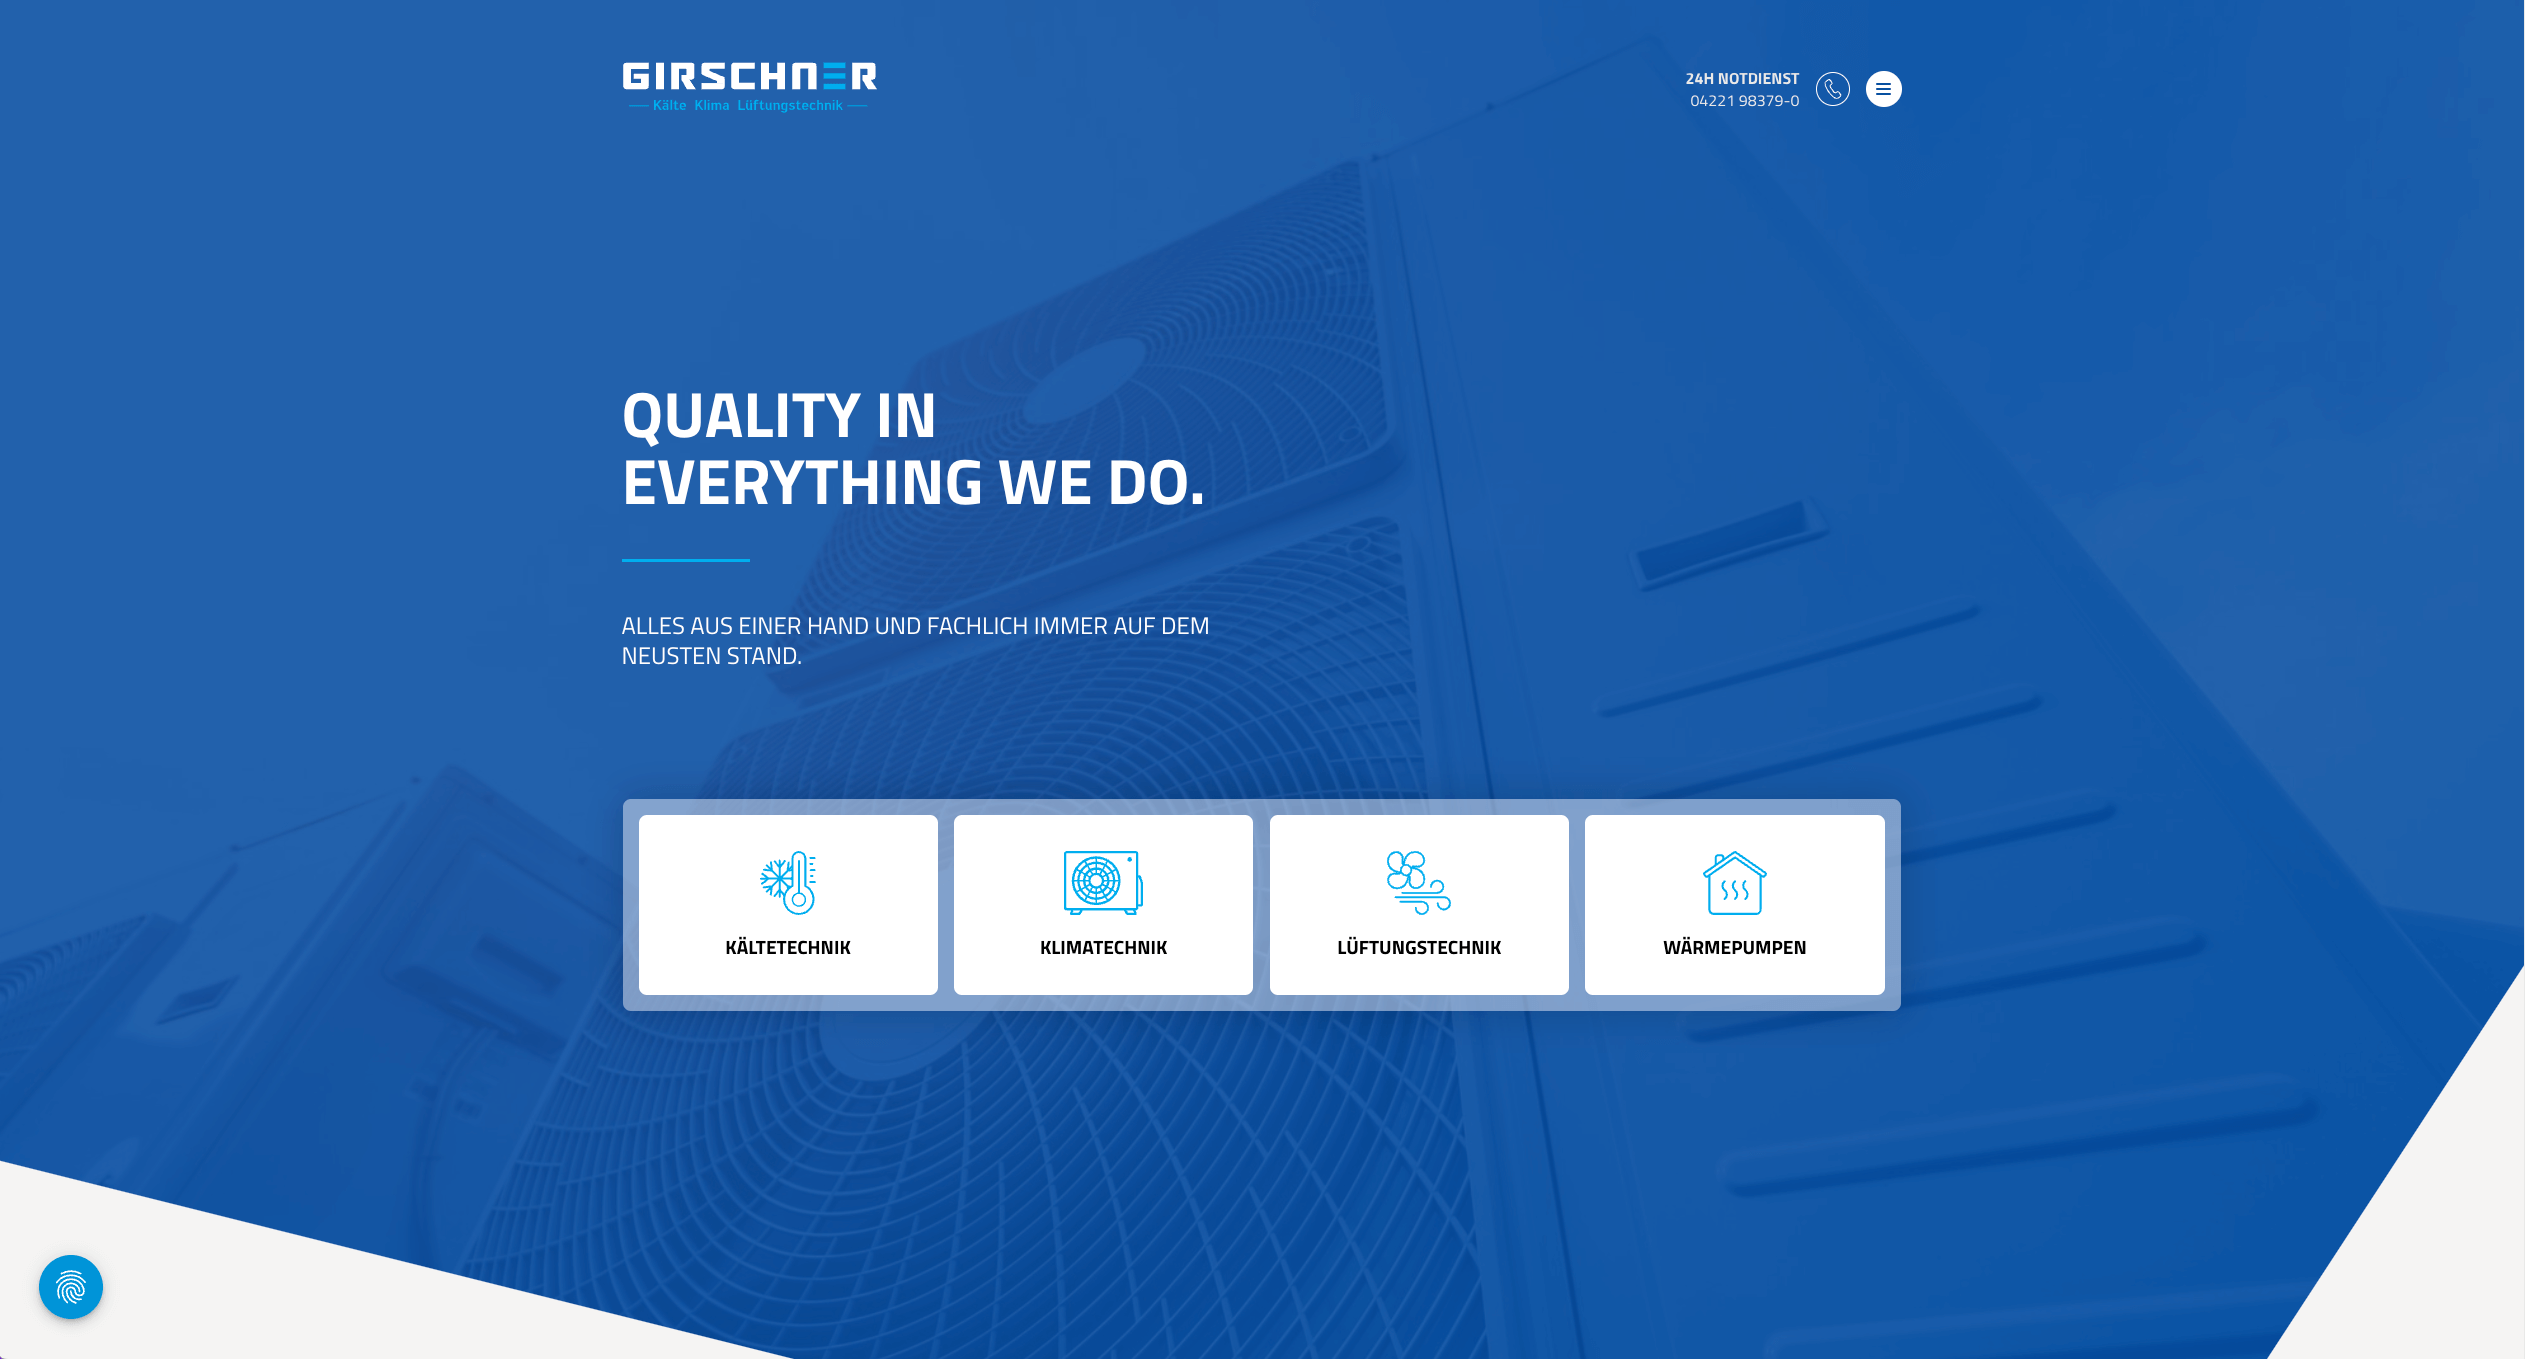 GIRSCHNER
Kälte Klima Lüftungstechnik
24H NOTDIENST
04221 98379-0
QUALITY IN
EVERYTHING WE DO.
ALLES AUS EINER HAND UND FACHLICH IMMER AUF DEM
NEUSTEN STAND.
KÄLTETECHNIK
KLIMATECHNIK
LÜFTUNGSTECHNIK
WÄRMEPUMPEN